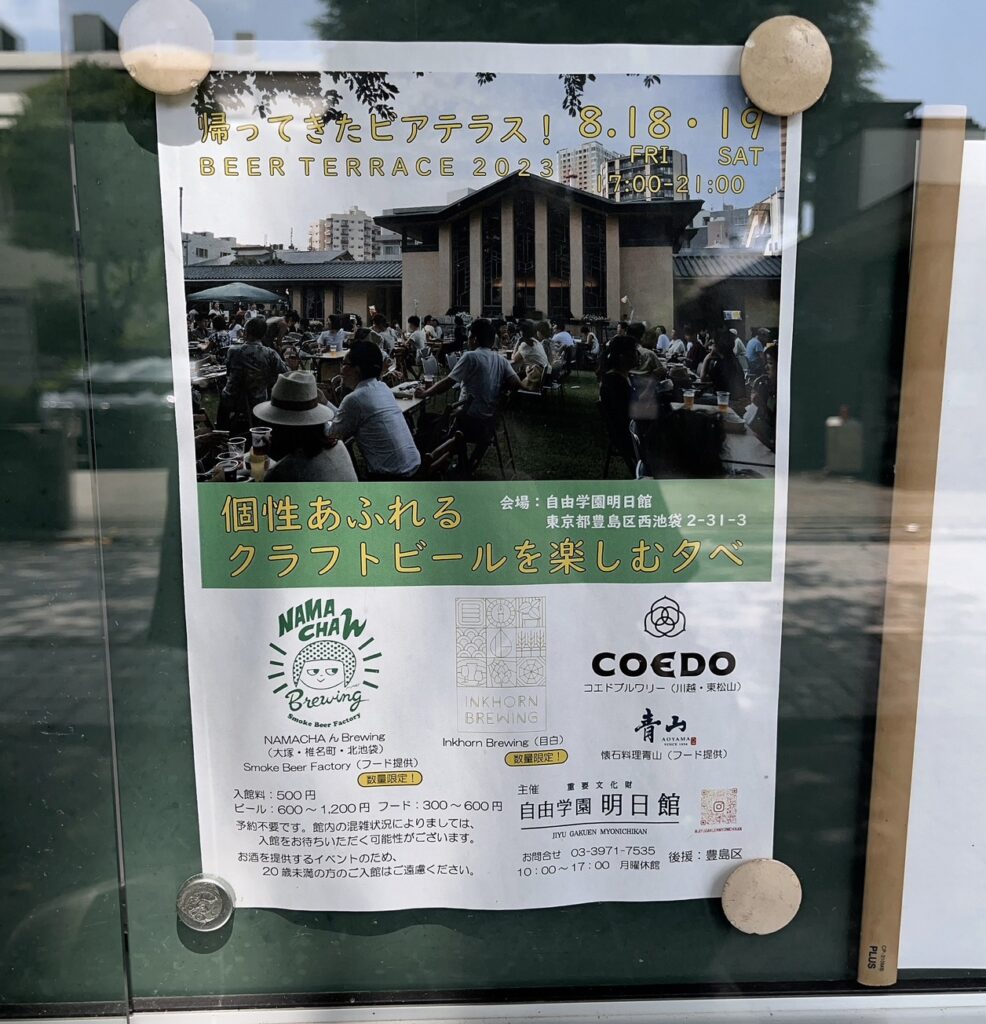 帰ってきたビアテラス！ 8.18・19
BEER TERRACE 2023 FRI SAT
17:00-21:00
個性あふれる
クラフトビールを楽しむ夕べ
会場：自由学園明日館
東京都豊島区西池袋2-31-3
NAMA
CHAん
Brewing
Smoke Beer Factory
NAMACHAん Brewing
（大塚・椎名町・北池袋）
Smoke Beer Factory（フード提供）
数量限定！
INKHORN
BREWING
Inkhorn Brewing（目白）
数量限定！
COEDO
コエドブルワリー（川越・東松山）
青山
AOYAMA
懐石料理青山（フード提供）
入館料：500円
ビール：600～1,200円 フード：300～600円
予約不要です。館内の混雑状況によりましては、
入館をお待ちいただく可能性がございます。
お酒を提供するイベントのため、
20歳未満の方のご入館はご遠慮ください。
主催 重要文化財
自由学園 明日館
JIYU GAKUEN MYONICHIKAN
お問合せ 03-3971-7535
10：00～17：00 月曜休館
後援：豊島区
PLUS